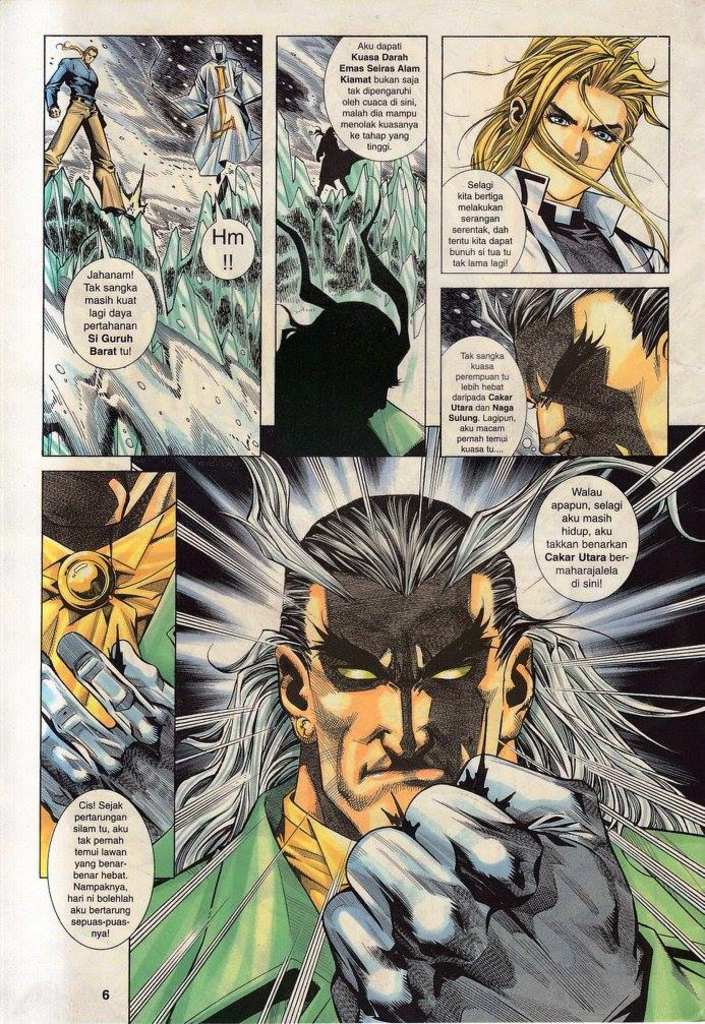 Jahanam!
Tak sangka
masih kuat
lagi daya
pertahanan
Si Guruh
Barat tu!
Hm
!!
Aku dapati
Kuasa Darah
Emas Seiras Alam
Kiamat bukan saja
tak dipengaruhi
oleh cuaca di sini,
malah dia mampu
menolak kuasanya
ke tahap yang
tinggi.
Selagi
kita bertiga
melakukan
serangan
serentak, dah
tentu kita dapat
bunuh si tua tu
tak lama lagi!
Tak sangka
kuasa
perempuan tu
lebih hebat
daripada Cakar
Utara dan Naga
Sulung. Lagipun,
aku macam
pernah temui
kuasa tu....
Walau
apapun, selagi
aku masih
hidup, aku
takkan benarkan
Cakar Utara ber-
maharajalela
di sini!
Cis! Sejak
pertarungan
silam tu, aku
tak pernah
temui lawan
yang benar-
benar hebat.
Nampaknya,
hari ni bolehlah
aku bertarung
sepuas-puas-
nya!
6